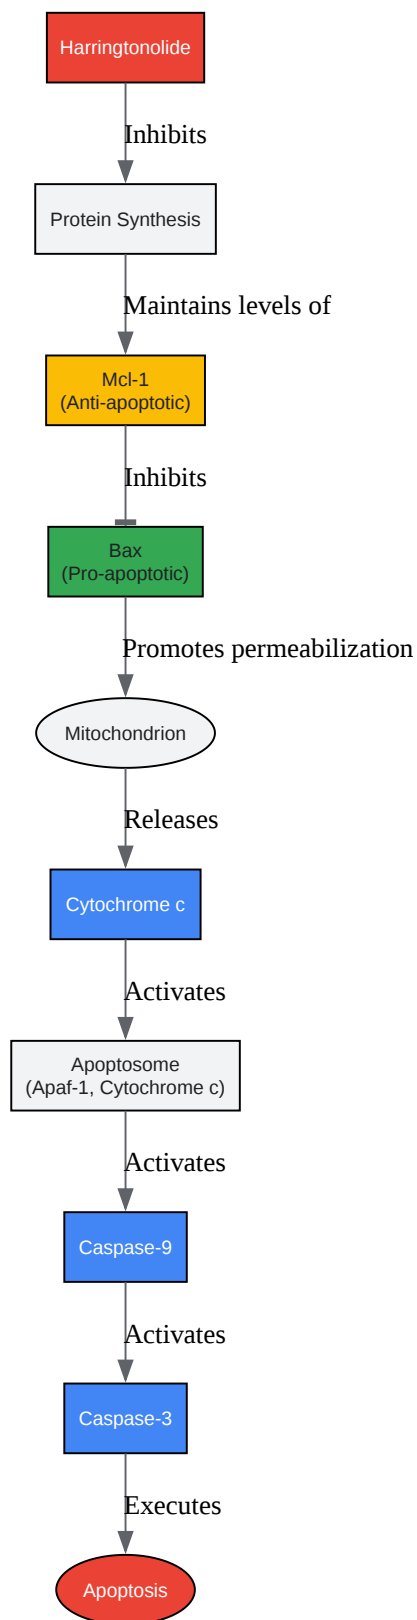 Harringtonolide
Inhibits
Protein Synthesis
Maintains levels of
Mcl-1
(Anti-apoptotic)
Inhibits
Bax
(Pro-apoptotic)
Promotes permeabilization
Mitochondrion
Releases
Cytochrome c
Activates
Apoptosome
(Apaf-1, Cytochrome c)
Activates
Caspase-9
Activates
Caspase-3
Executes
Apoptosis